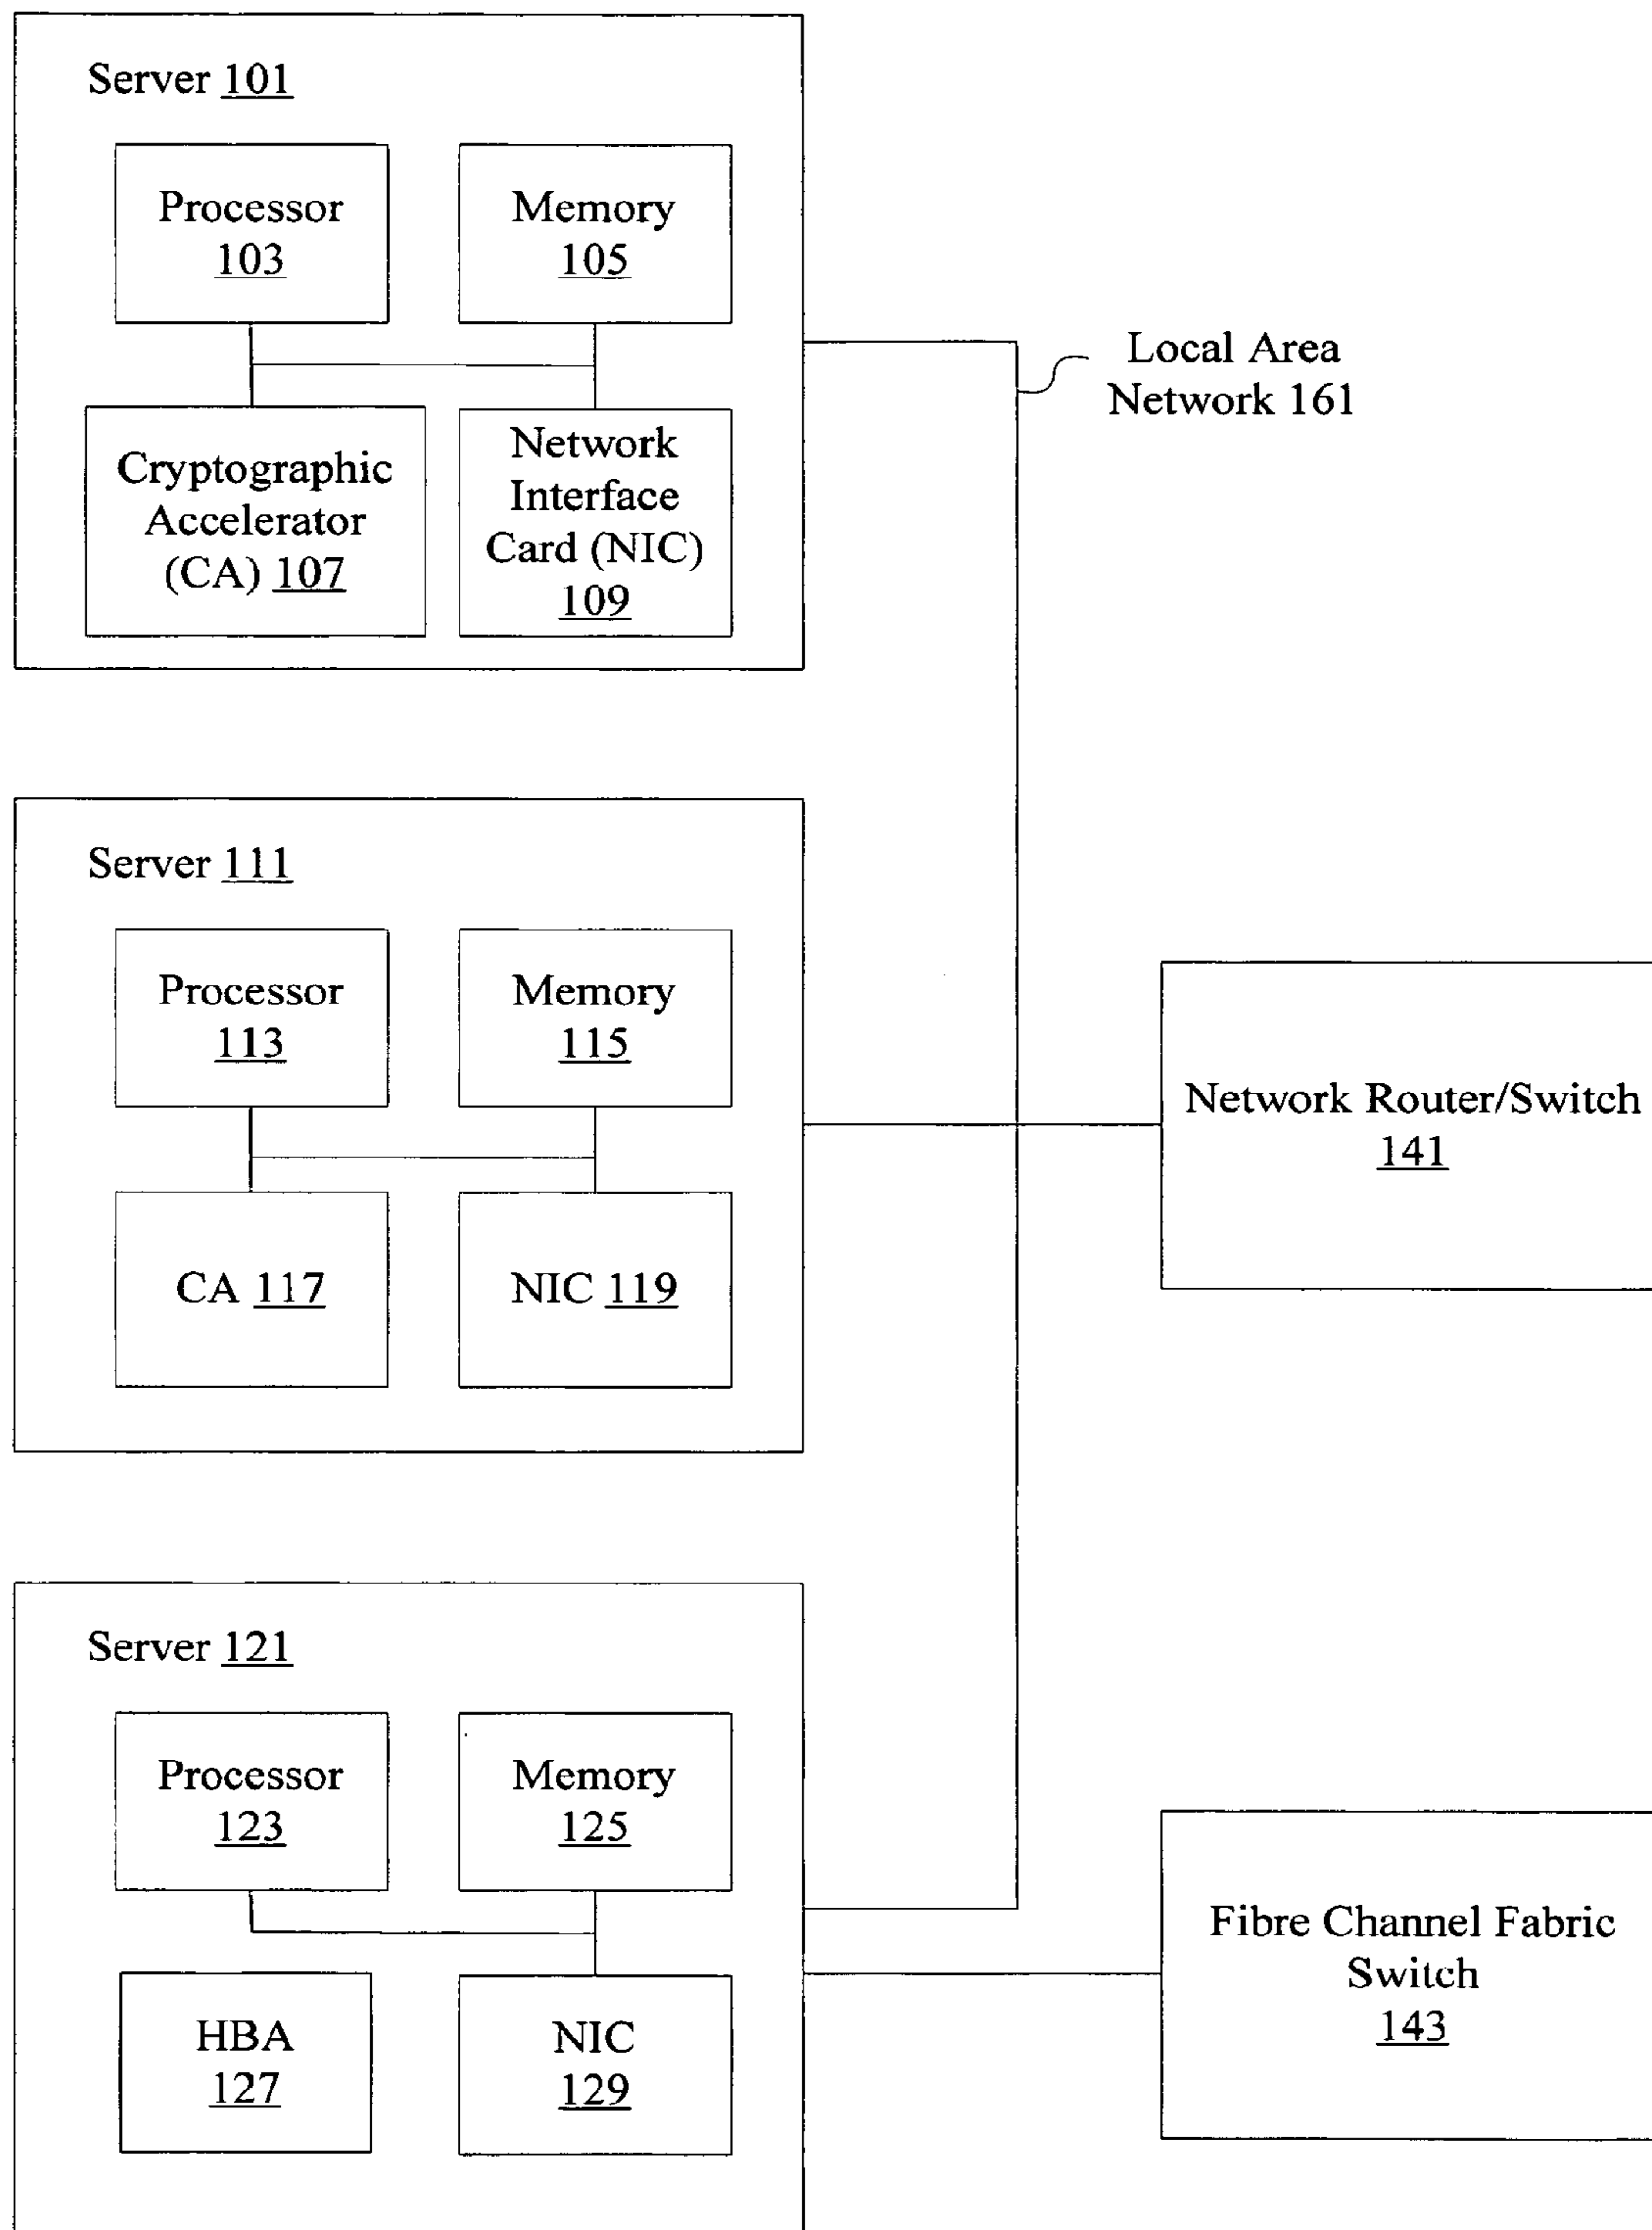 Server 101
Processor
103
Memory
105
Cryptographic
Accelerator
(CA) 107
Network
Interface
Card (NIC)
109
Local Area
Network 161
Server 111
Processor
113
Memory
115
CA 117
NIC 119
Network Router/Switch
141
Server 121
Processor
123
Memory
125
HBA
127
NIC
129
Fibre Channel Fabric
Switch
143